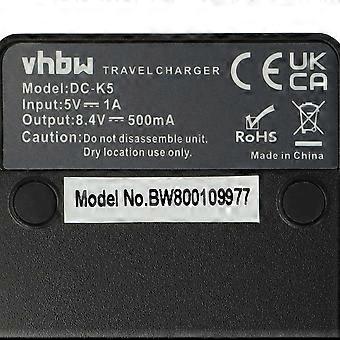 vhbw TRAVEL CHARGER
Model:DC-K5
Input:5V⎓1A
Output:8.4V⎓500mA
Caution:Do not disassemble unit.
Dry location use only.
CE
UK
CA
RoHS
Made in China
Model No.BW800109977